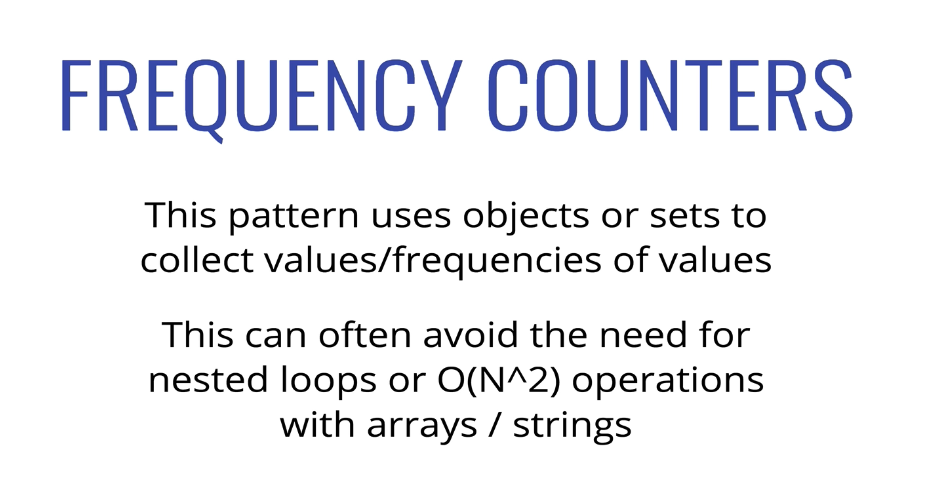 FREQUENCY COUNTERS
This pattern uses objects or sets to
collect values/frequencies of values
This can often avoid the need for
nested loops or O(N^2) operations
with arrays / strings